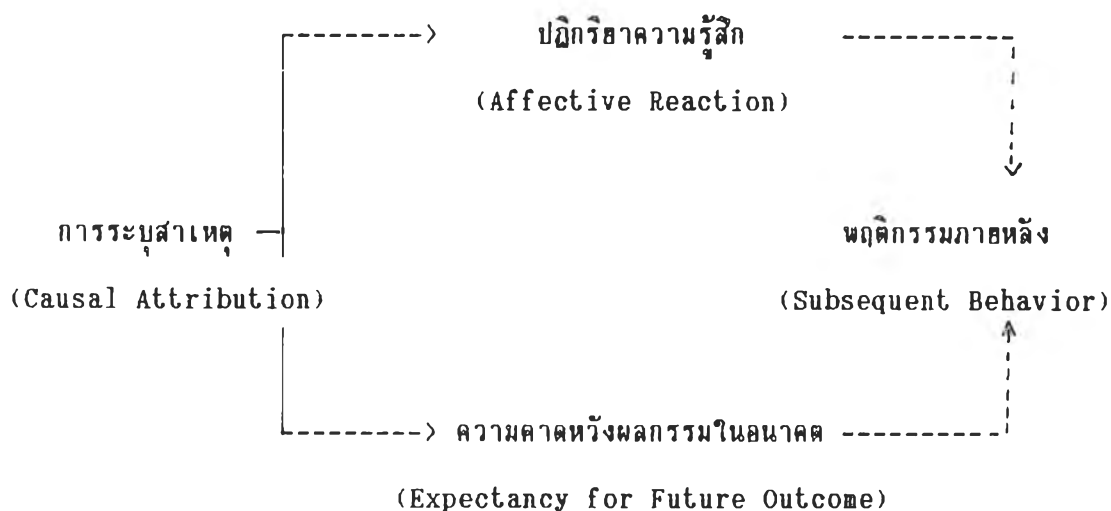 ปฏิกริยาความรู้สึก
(Affective Reaction)
การระบุสาเหตุ
(Causal Attribution)
พฤติกรรมภายหลัง
(Subsequent Behavior)
ความคาดหวังผลกรรมในอนาคต
(Expectancy for Future Outcome)